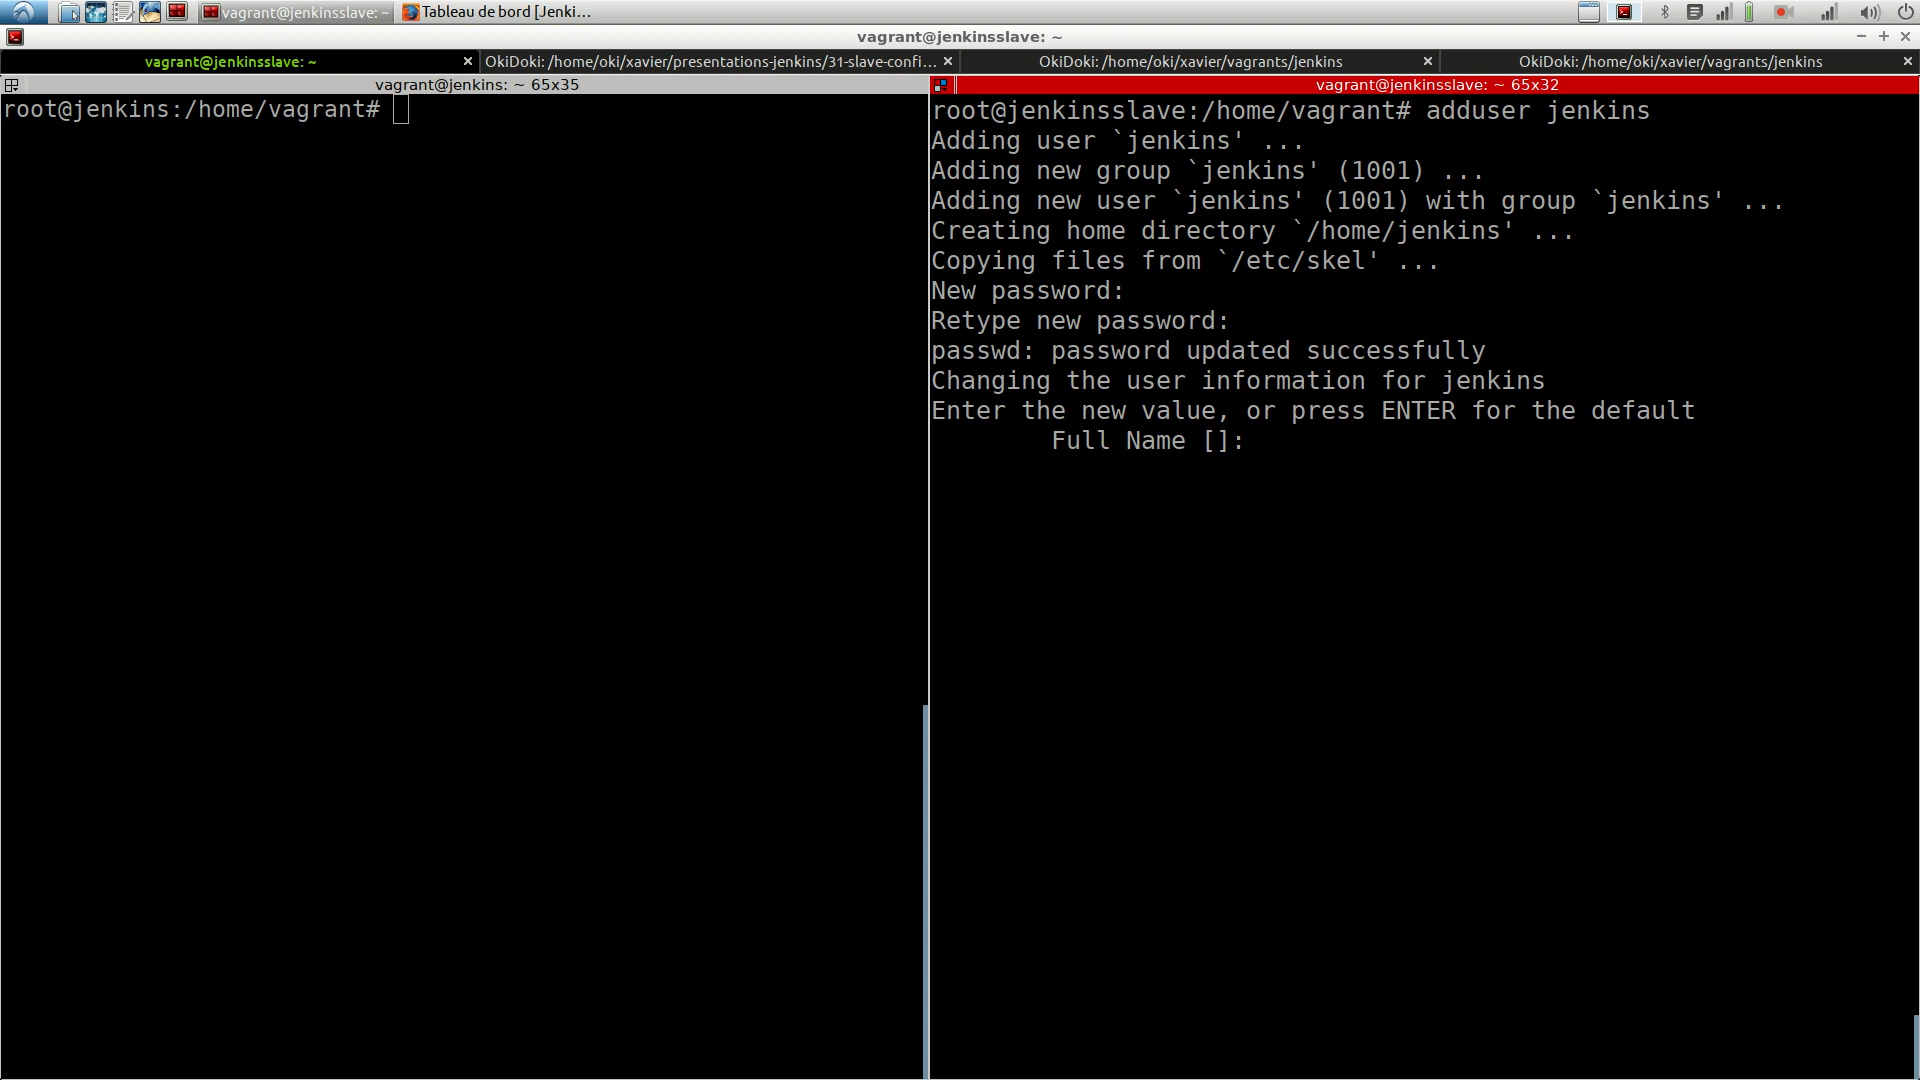 vagrant@jenkinsslave: ~
Tableau de bord [Jenki...
vagrant@jenkinsslave: ~
vagrant@jenkinsslave: ~
OkiDoki: /home/oki/xavier/presentations-jenkins/31-slave-confi...
OkiDoki: /home/oki/xavier/vagrants/jenkins
OkiDoki: /home/oki/xavier/vagrants/jenkins
vagrant@jenkins: ~ 65x35
root@jenkins:/home/vagrant#
vagrant@jenkinsslave: ~ 65x32
root@jenkinsslave:/home/vagrant# adduser jenkins
Adding user `jenkins' ...
Adding new group `jenkins' (1001) ...
Adding new user `jenkins' (1001) with group `jenkins' ...
Creating home directory `/home/jenkins' ...
Copying files from `/etc/skel' ...
New password:
Retype new password:
passwd: password updated successfully
Changing the user information for jenkins
Enter the new value, or press ENTER for the default
Full Name []: